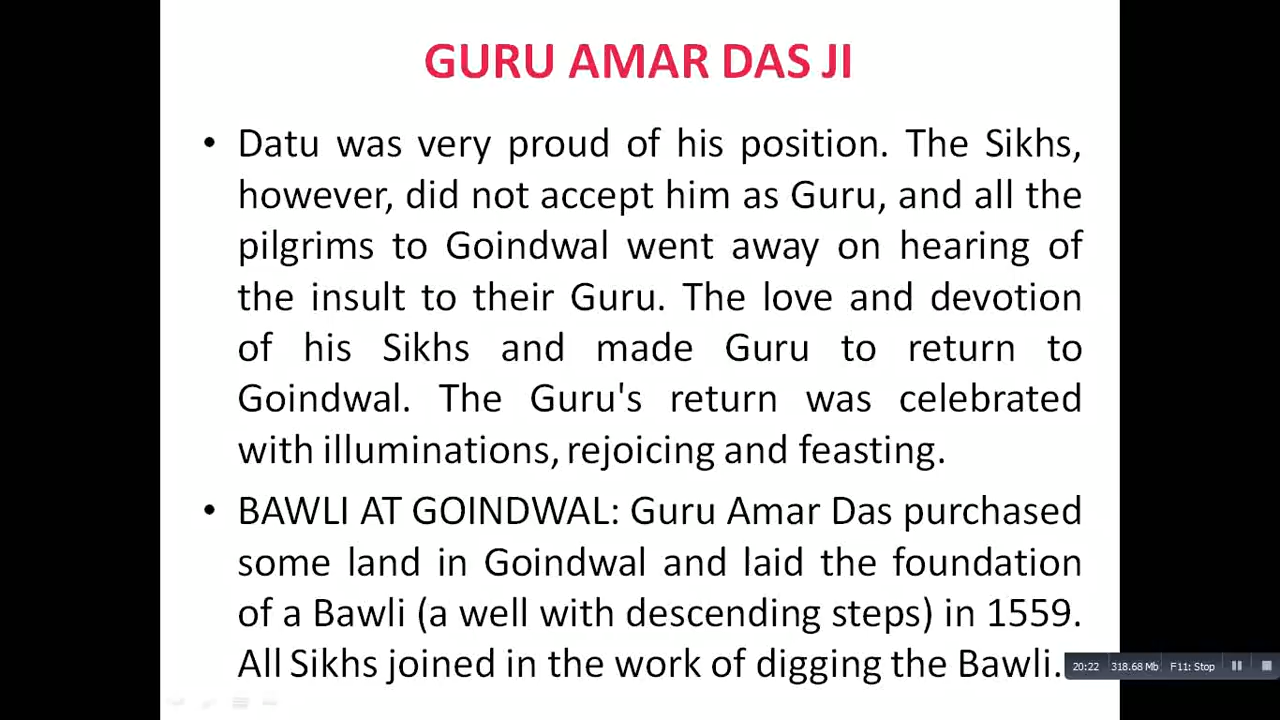 GURU AMAR DAS JI
• Datu was very proud of his position. The Sikhs,
however, did not accept him as Guru, and all the
pilgrims to Goindwal went away on hearing of
the insult to their Guru. The love and devotion
of his Sikhs and made Guru to return to
Goindwal. The Guru's return was celebrated
with illuminations, rejoicing and feasting.
• BAWLI AT GOINDWAL: Guru Amar Das purchased
some land in Goindwal and laid the foundation
of a Bawli (a well with descending steps) in 1559.
All Sikhs joined in the work of digging the Bawli.
20:22 318.68 Mb F11: Stop